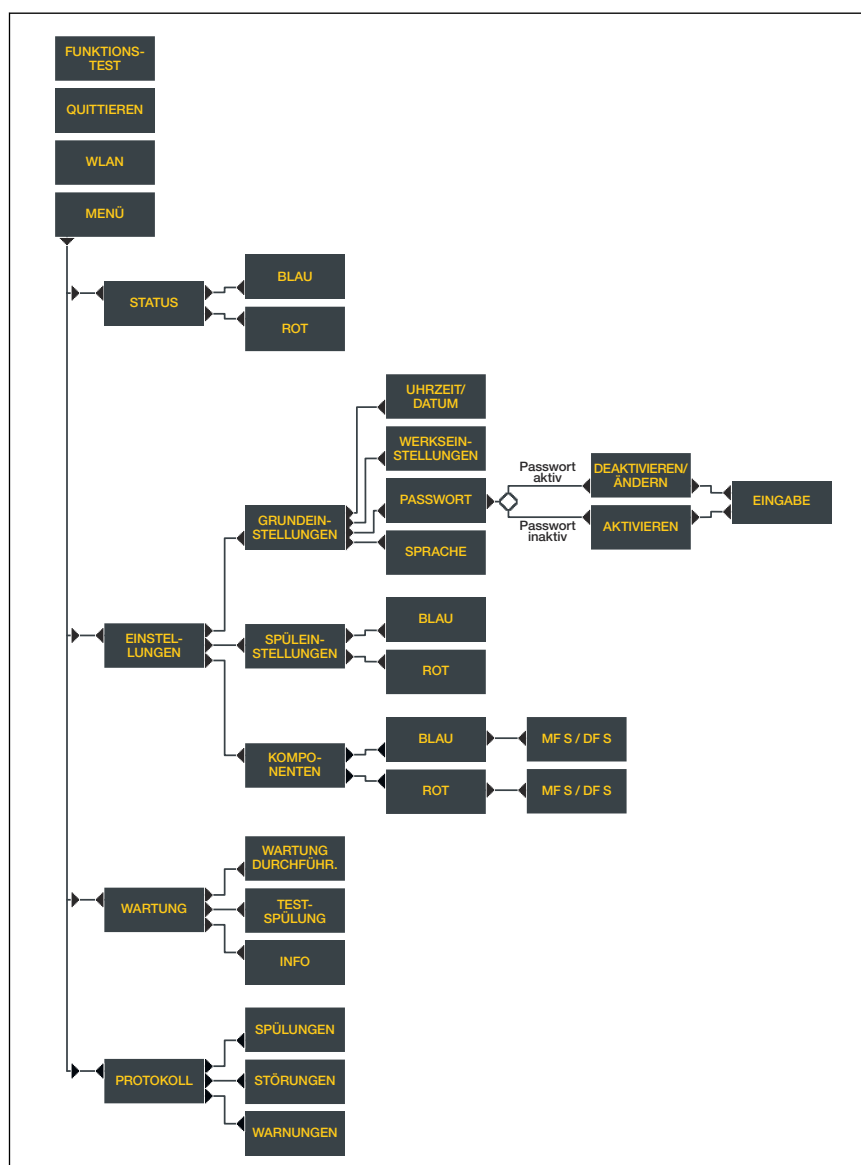 FUNKTIONS-
TEST
QUITTIEREN
WLAN
MENÜ
STATUS
BLAU
ROT
EINSTEL-
LUNGEN
GRUNDEIN-
STELLUNGEN
UHRZEIT/
DATUM
WERKSEIN-
STELLUNGEN
PASSWORT
Passwort
aktiv
DEAKTIVIEREN/
ÄNDERN
Passwort
inaktiv
AKTIVIEREN
EINGABE
SPRACHE
SPÜLEIN-
STELLUNGEN
BLAU
ROT
KOMPO-
NENTEN
BLAU
MF S / DF S
ROT
MF S / DF S
WARTUNG
WARTUNG
DURCHFÜHR.
TEST-
SPÜLUNG
INFO
PROTOKOLL
SPÜLUNGEN
STÖRUNGEN
WARNUNGEN